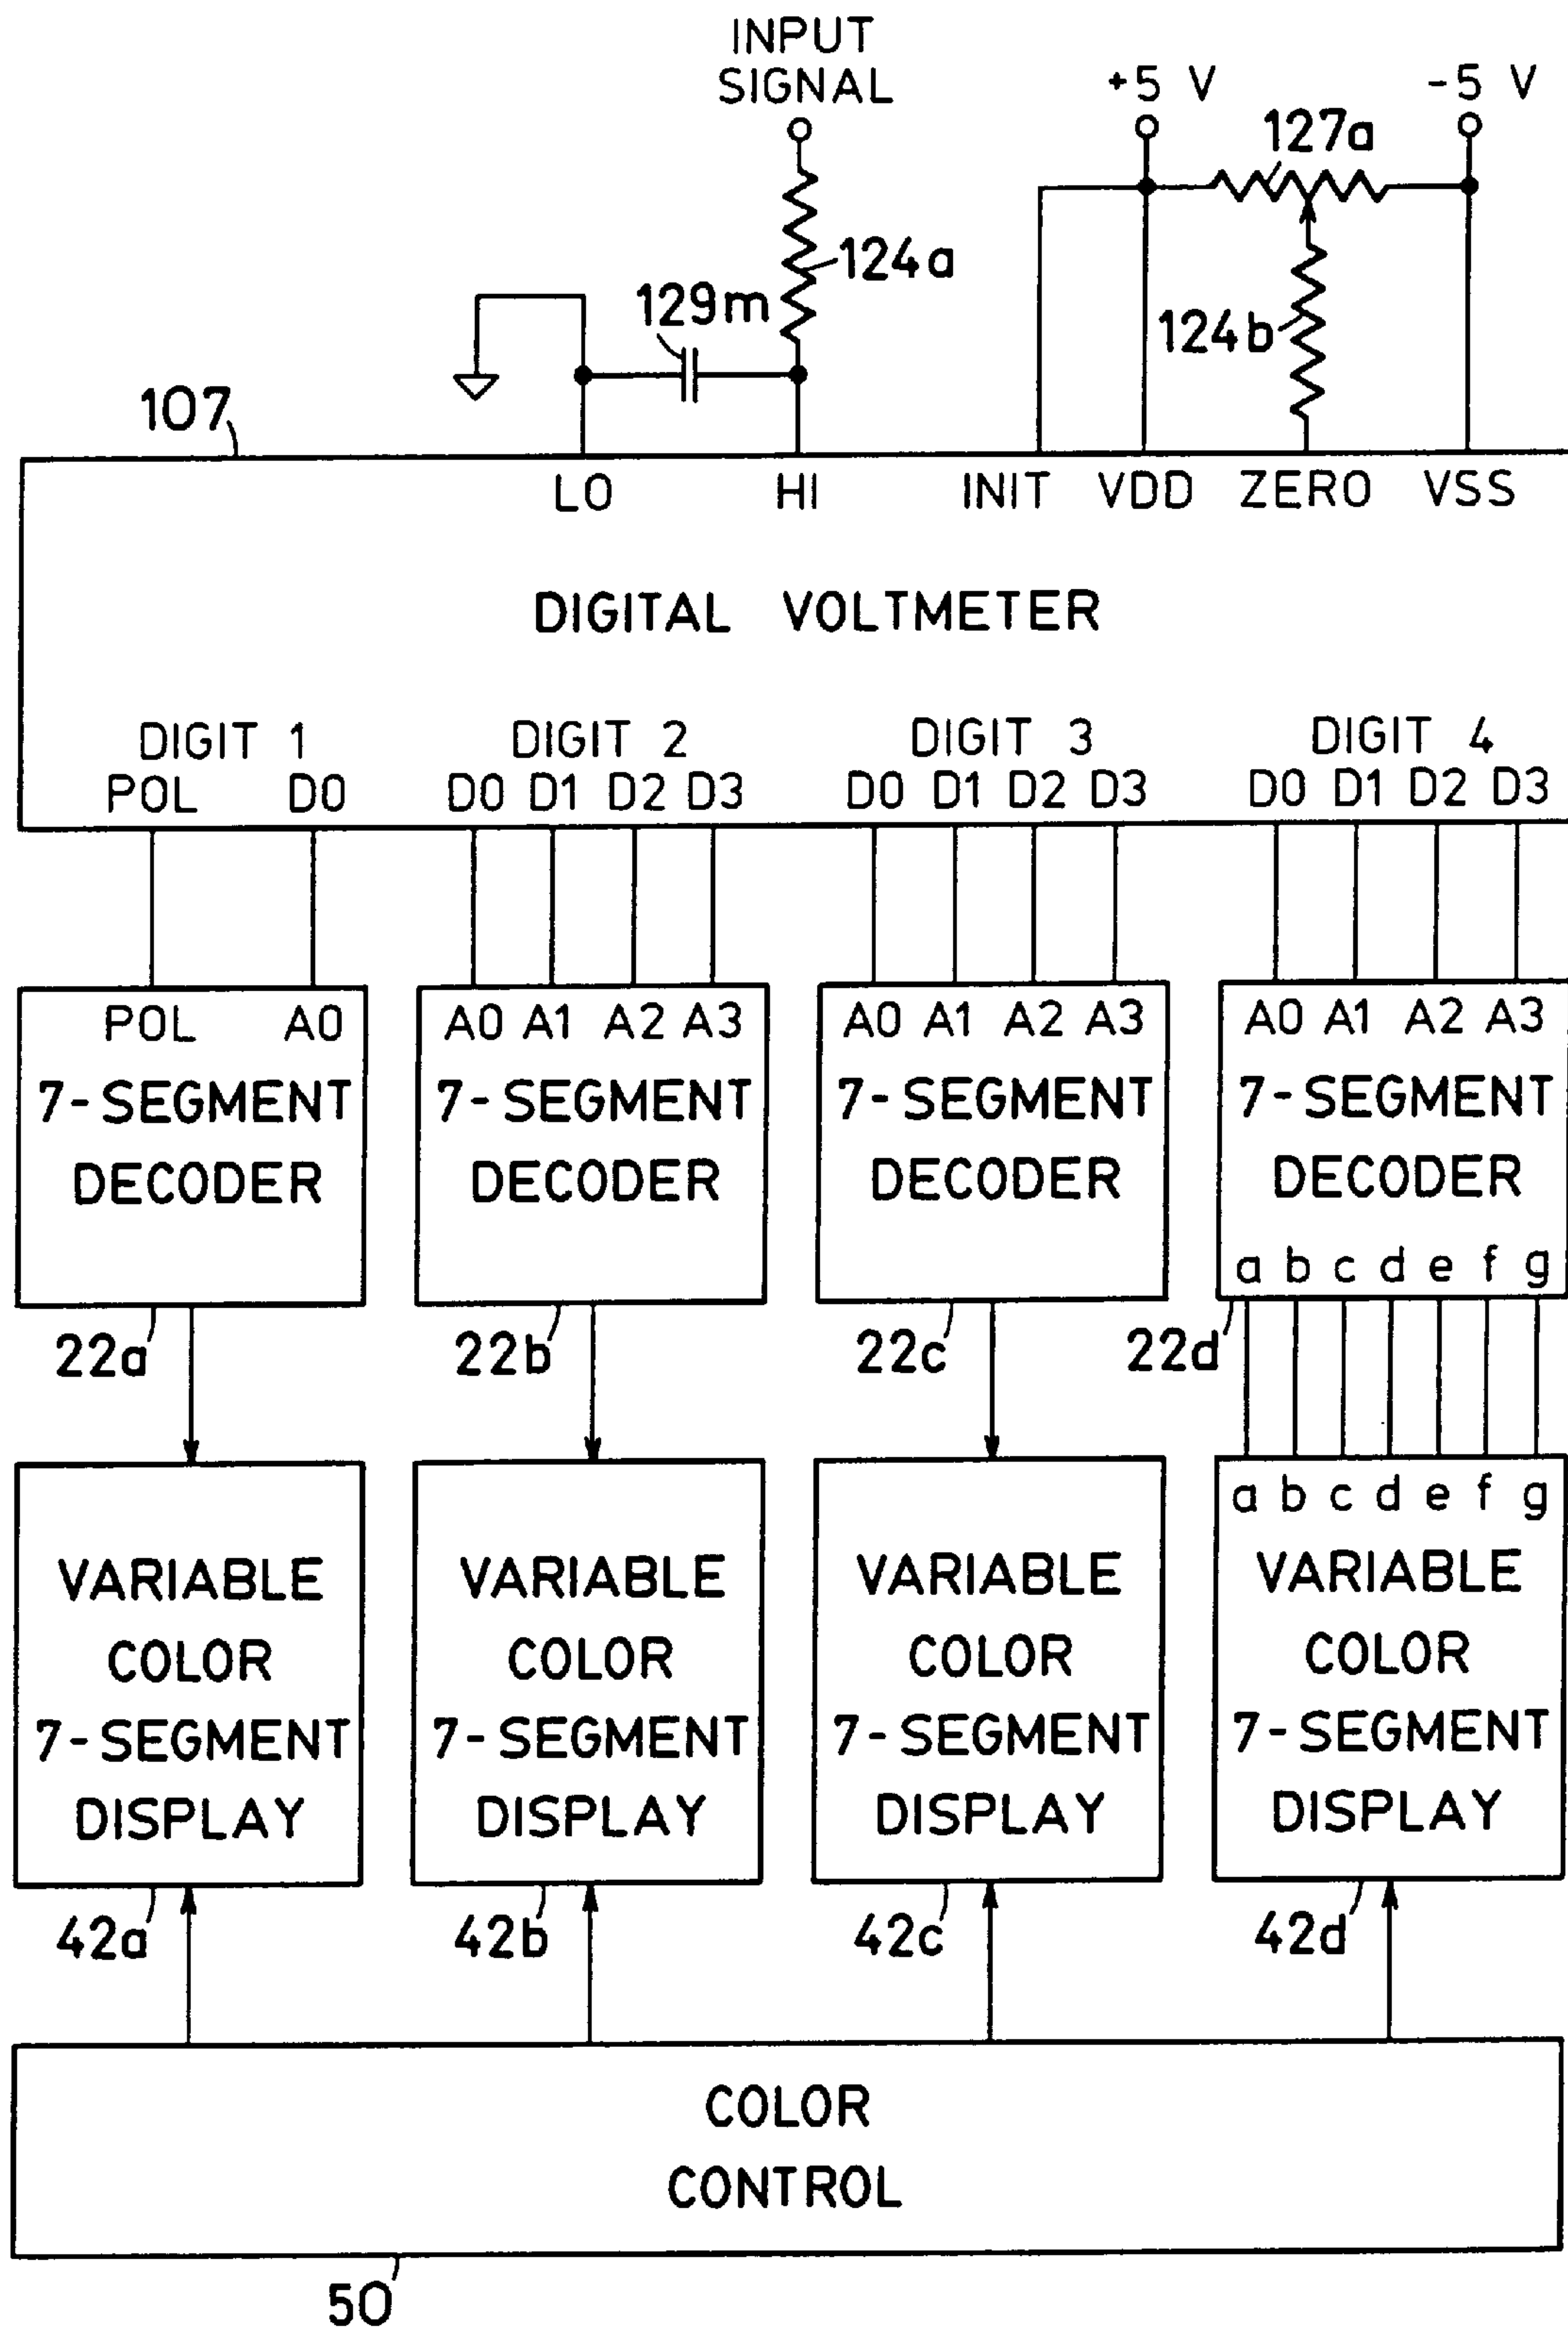 INPUT
SIGNAL
+5 V
-5 V
127a
124a
129m
124b
107
LO HI INIT VDD ZERO VSS
DIGITAL VOLTMETER
DIGIT 1 DIGIT 2 DIGIT 3 DIGIT 4
POL D0 D0 D1 D2 D3 D0 D1 D2 D3 D0 D1 D2 D3
POL A0 A0 A1 A2 A3 A0 A1 A2 A3 A0 A1 A2 A3
7-SEGMENT 7-SEGMENT 7-SEGMENT 7-SEGMENT
DECODER DECODER DECODER DECODER
a b c d e f g
22a 22b 22c 22d
a b c d e f g
VARIABLE VARIABLE VARIABLE VARIABLE
COLOR COLOR COLOR COLOR
7-SEGMENT 7-SEGMENT 7-SEGMENT 7-SEGMENT
DISPLAY DISPLAY DISPLAY DISPLAY
42a 42b 42c 42d
COLOR
CONTROL
50